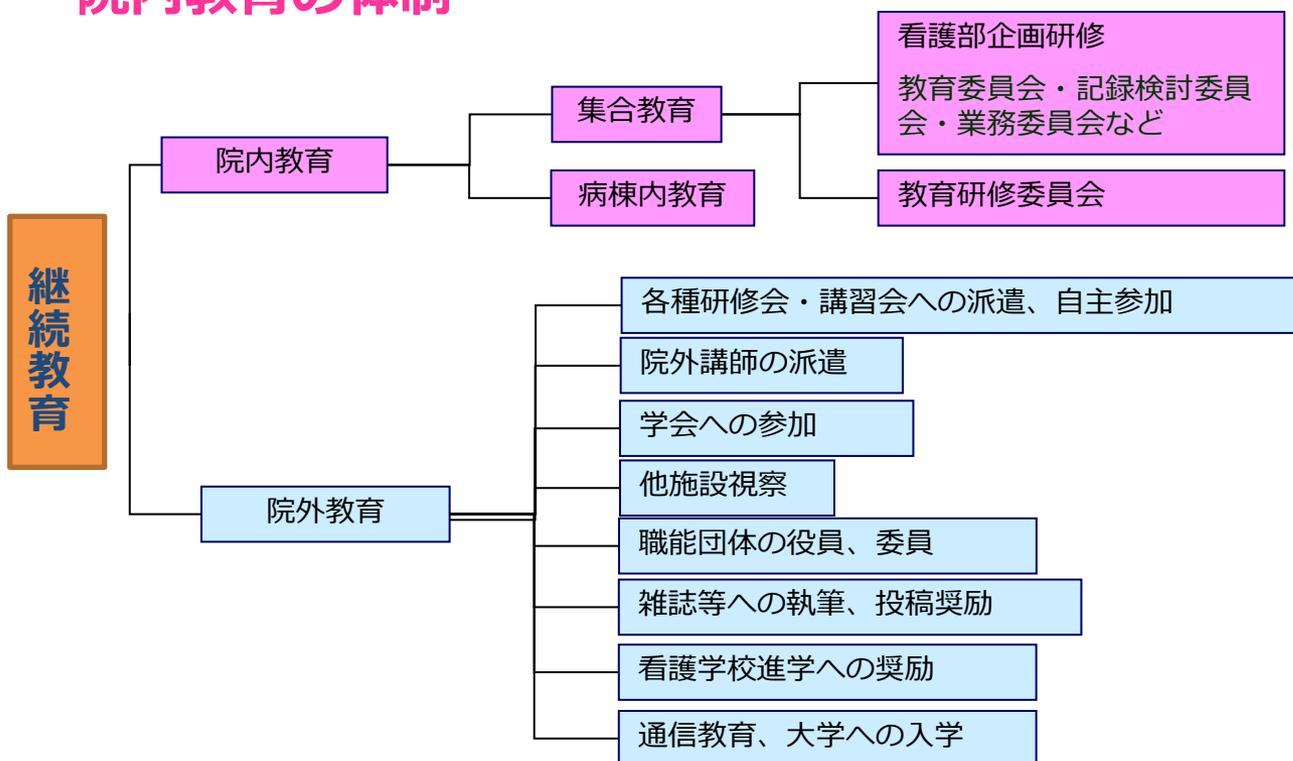 院内教育の体制
看護部企画研修
教育委員会・記録検討委員
会・業務委員会など
集合教育
院内教育
病棟内教育
教育研修委員会
継続教育
各種研修会・講習会への派遣、自主参加
院外講師の派遣
学会への参加
他施設視察
院外教育
職能団体の役員、委員
雑誌等への執筆、投稿奨励
看護学校進学への奨励
通信教育、大学への入学